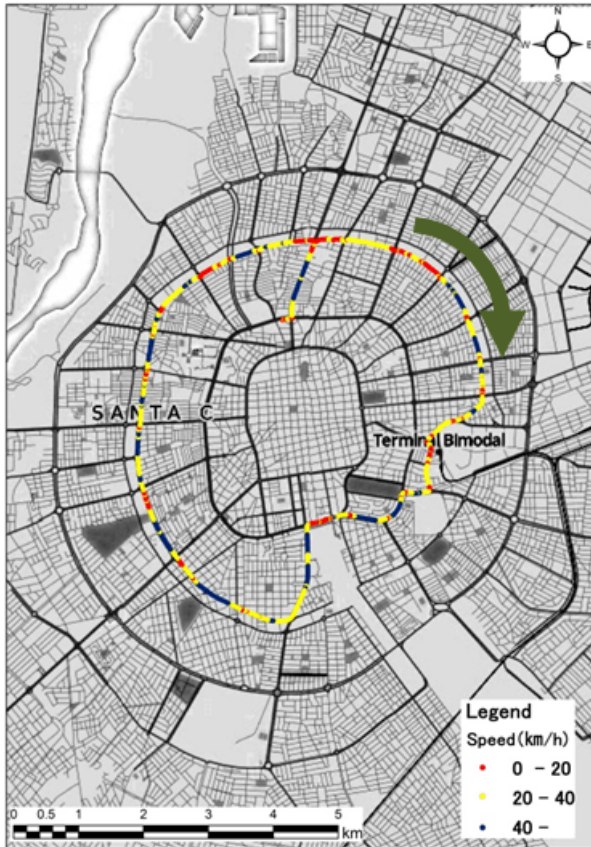 N
W E
S
SANTA C
Terminal Bimodal
Legend
Speed(km/h)
0 - 20
20 - 40
40 -
0 0.5 1 2 3 4 5
km